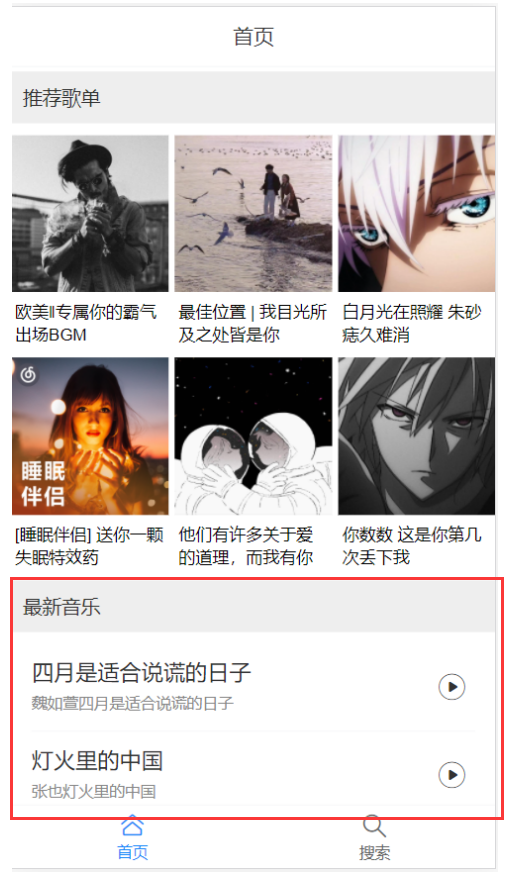 首页
推荐歌单
欧美‖专属你的霸气
出场BGM
最佳位置 | 我目光所
及之处皆是你
白月光在照耀 朱砂
痣久难消
睡眠
伴侣
[睡眠伴侣] 送你一颗
失眠特效药
他们有许多关于爱
的道理，而我有你
你数数 这是你第几
次丢下我
最新音乐
四月是适合说谎的日子
魏如萱四月是适合说谎的日子
灯火里的中国
张也灯火里的中国
首页
搜索